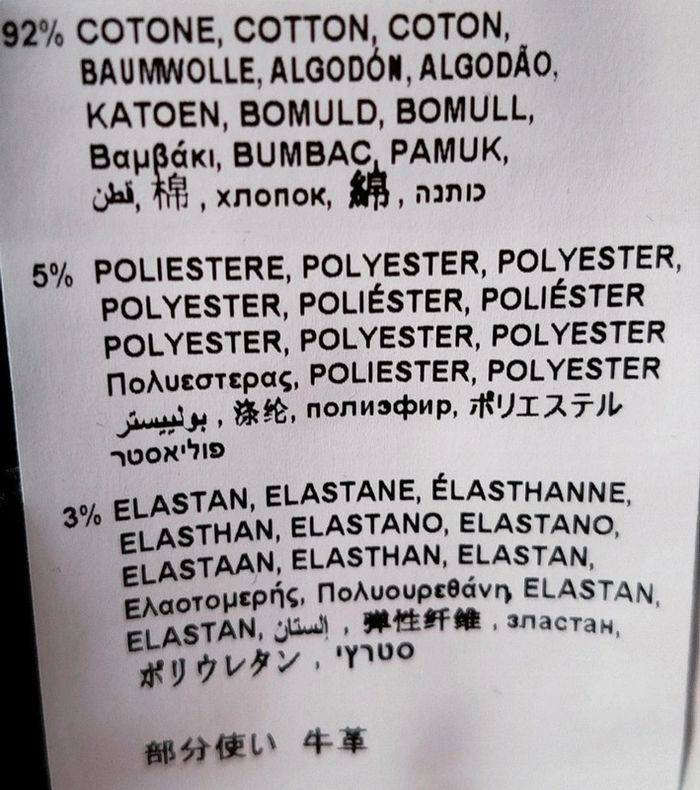 92% COTONE, COTTON, COTON,
BAUMWOLLE, ALGODÓN, ALGODÃO,
KATOEN, BOMULD, BOMULL,
Βαμβάκι, BUMBAC, PAMUK,
قطن, 棉, хлопок, 綿, כותנה
5% POLIESTERE, POLYESTER, POLYESTER,
POLYESTER, POLIÉSTER, POLIÉSTER
POLYESTER, POLYESTER, POLYESTER
Πολυεστερας, POLIESTER, POLYESTER
بولييستر, 涤纶, полиэфир, ポリエステル
פוליאסטר
3% ELASTAN, ELASTANE, ÉLASTHANNE,
ELASTHAN, ELASTANO, ELASTANO,
ELASTAAN, ELASTHAN, ELASTAN,
Ελαοτομερής, Πολυουρεθάνη, ELASTAN,
ELASTAN, إلستان, 弹性纤维, эластан,
ポリウレタン, סטרץ'
部分使い 牛革